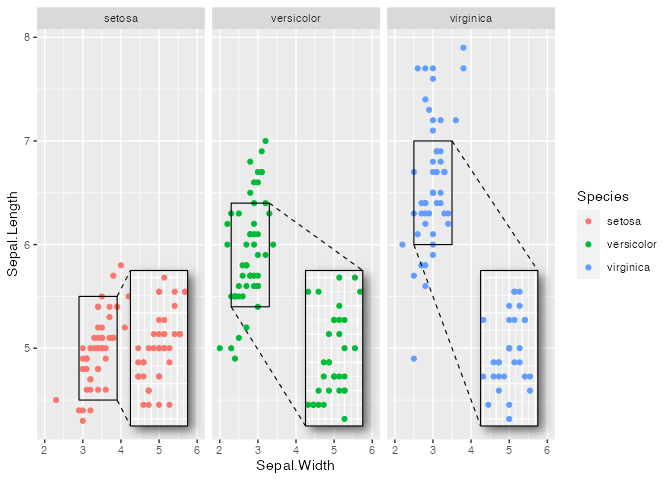 setosa versicolor virginica
8
7
6
5
Sepal.Length
2 3 4 5 6 2 3 4 5 6 2 3 4 5 6
Sepal.Width
Species
setosa
versicolor
virginica